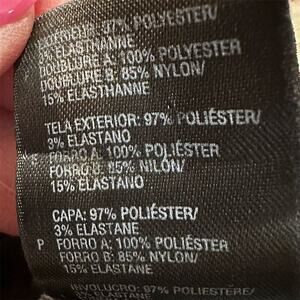 EXTÉRIEUR: 97% POLYESTER/
3% ELASTHANNE
DOUBLURE A: 100% POLYESTER
DOUBLURE B: 85% NYLON/
15% ELASTHANNE
TELA EXTERIOR: 97% POLIÉSTER/
3% ELASTANO
FORRO A: 100% POLIÉSTER
FORRO B: 85% NILÓN/
15% ELASTANO
CAPA: 97% POLIÉSTER/
3% ELASTANE
P FORRO A: 100% POLIÉSTER
FORRO B: 85% NYLON/
15% ELASTANE
INVOLUCRO: 97% POLIESTERE/